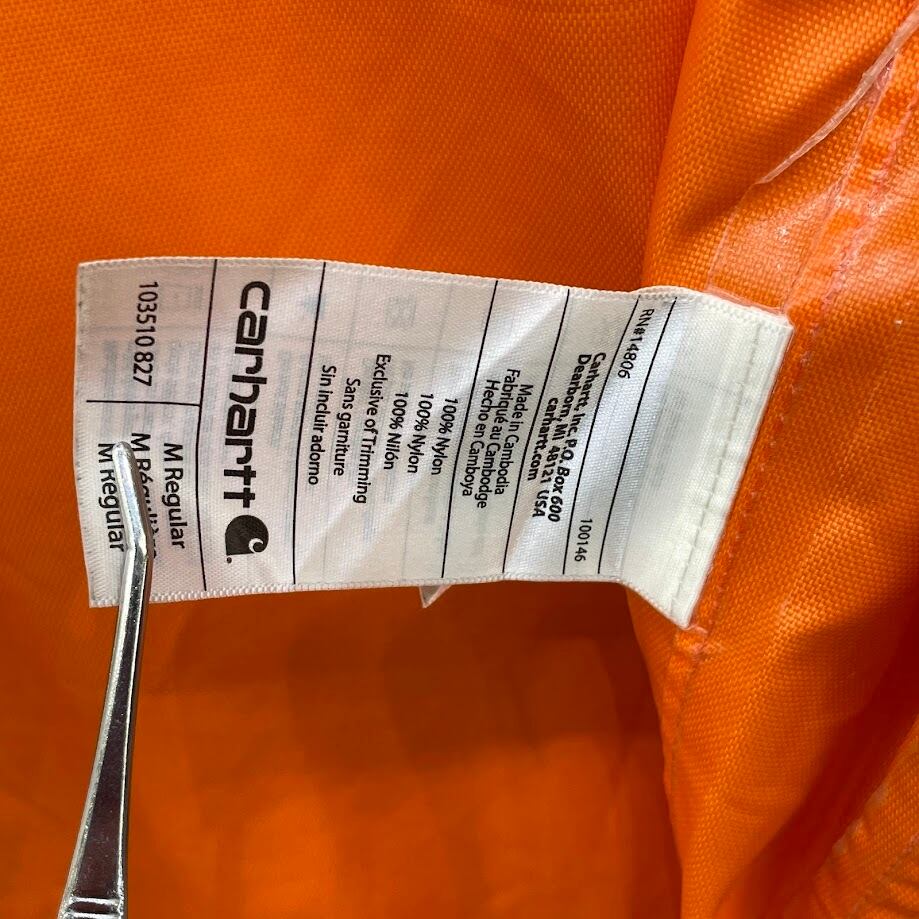 103510 827
M Regular
M Régulière
M Regular
carhartt
100% Nylon
100% Nylon
100% Nilón
Exclusive of Trimming
Sans garniture
Sin incluir adorno
Made in Cambodia
Fabriqué au Cambodge
Hecho en Camboya
Carhartt, Inc. P.O. Box 600
Dearborn, MI 48121 USA
carhartt.com
100146
RN#14806